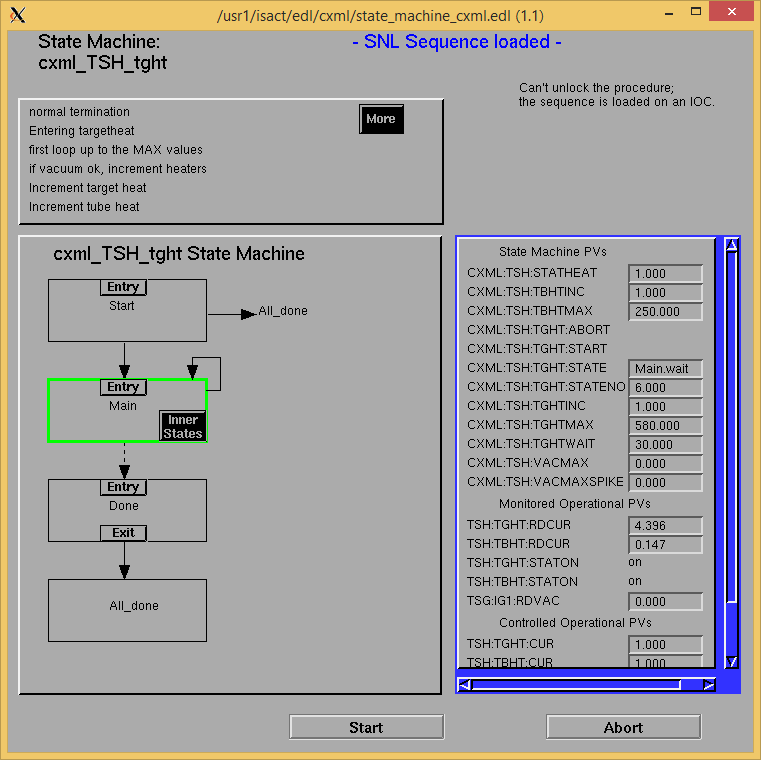 /usr1/isact/edl/cxml/state_machine_cxml.edl (1.1)
State Machine:
- SNL Sequence loaded -
cxml_TSH_tght
Can't unlock the procedure;
the sequence is loaded on an IOC.
normal termination
More
Entering targetheat
first loop up to the MAX values
if vacuum ok, increment heaters
Increment target heat
Increment tube heat
cxml_TSH_tght State Machine
Entry
Start
All_done
Entry
Main
Inner
States
Entry
Done
Exit
All_done
State Machine PVs
CXML:TSH:STATHEAT 1.000
CXML:TSH:TBHTINC 1.000
CXML:TSH:TBHTMAX 250.000
CXML:TSH:TGHT:ABORT
CXML:TSH:TGHT:START
CXML:TSH:TGHT:STATE Main.wait
CXML:TSH:TGHT:STATENO 6.000
CXML:TSH:TGHTINC 1.000
CXML:TSH:TGHTMAX 580.000
CXML:TSH:TGHTWAIT 30.000
CXML:TSH:VACMAX 0.000
CXML:TSH:VACMAXSPIKE 0.000
Monitored Operational PVs
TSH:TGHT:RDCUR 4.396
TSH:TBHT:RDCUR 0.147
TSH:TGHT:STATON on
TSH:TBHT:STATON on
TSG:IG1:RDVAC 0.000
Controlled Operational PVs
TSH:TGHT:CUR 1.000
TSH:TBHT:CUR 1.000
Start
Abort